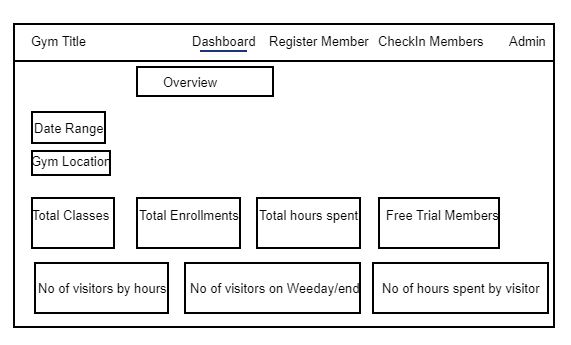 Gym Title Dashboard Register Member CheckIn Members Admin
Overview
Date Range
Gym Location
Total Classes Total Enrollments Total hours spent Free Trial Members
No of visitors by hours No of visitors on Weeday/end No of hours spent by visitor